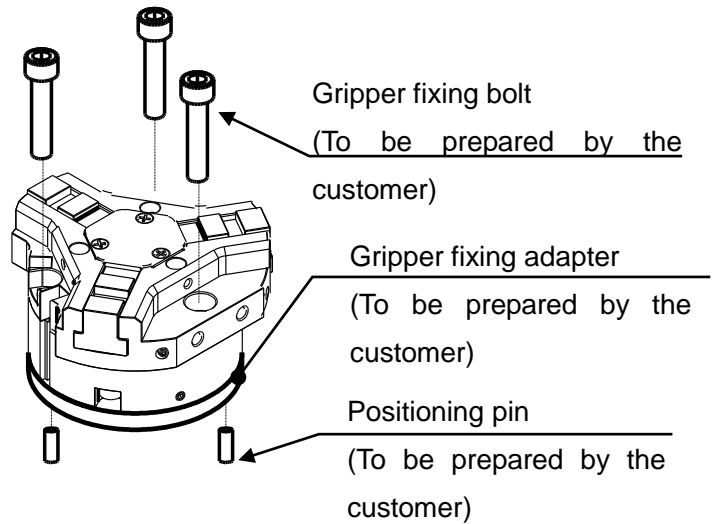 Gripper fixing bolt
(To be prepared by the
customer)
Gripper fixing adapter
(To be prepared by the
customer)
Positioning pin
(To be prepared by the
customer)